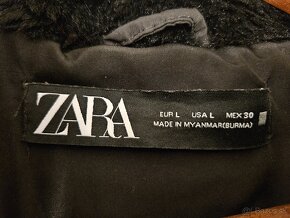 ZARA
EUR L USA L MEX 30
MADE IN MYANMAR(BURMA)